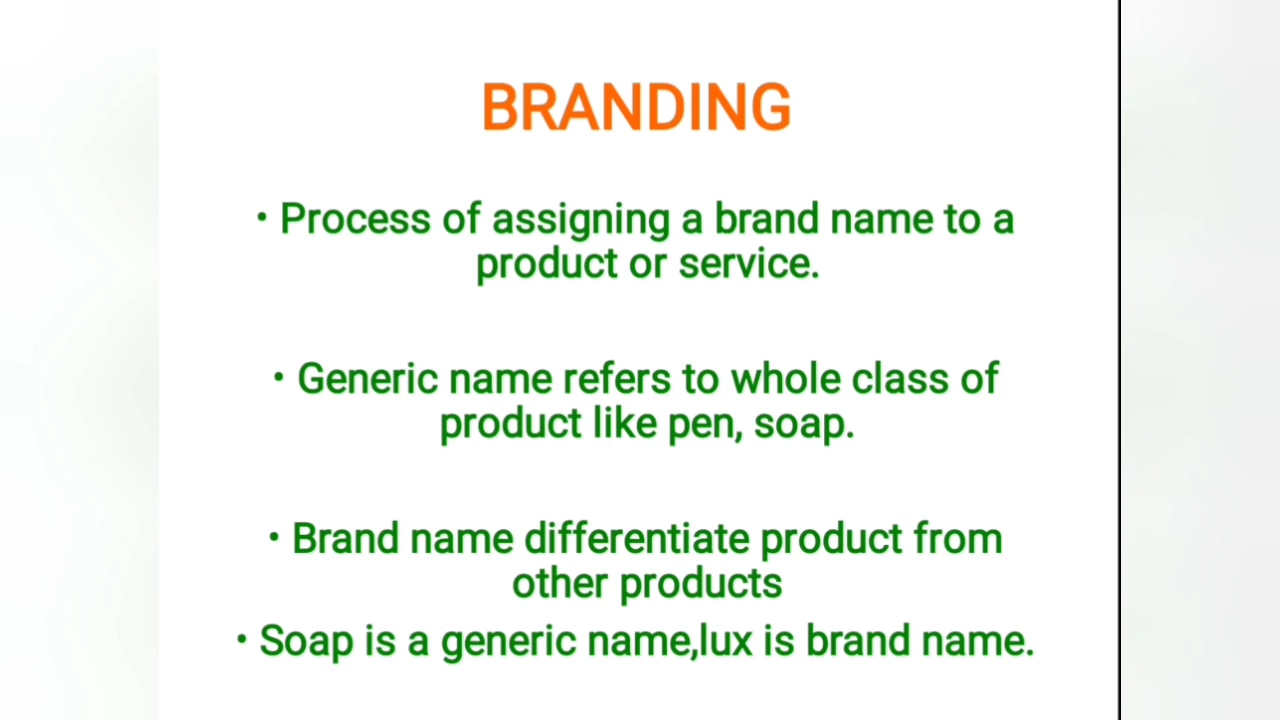 BRANDING
• Process of assigning a brand name to a
product or service.
• Generic name refers to whole class of
product like pen, soap.
• Brand name differentiate product from
other products
• Soap is a generic name,lux is brand name.